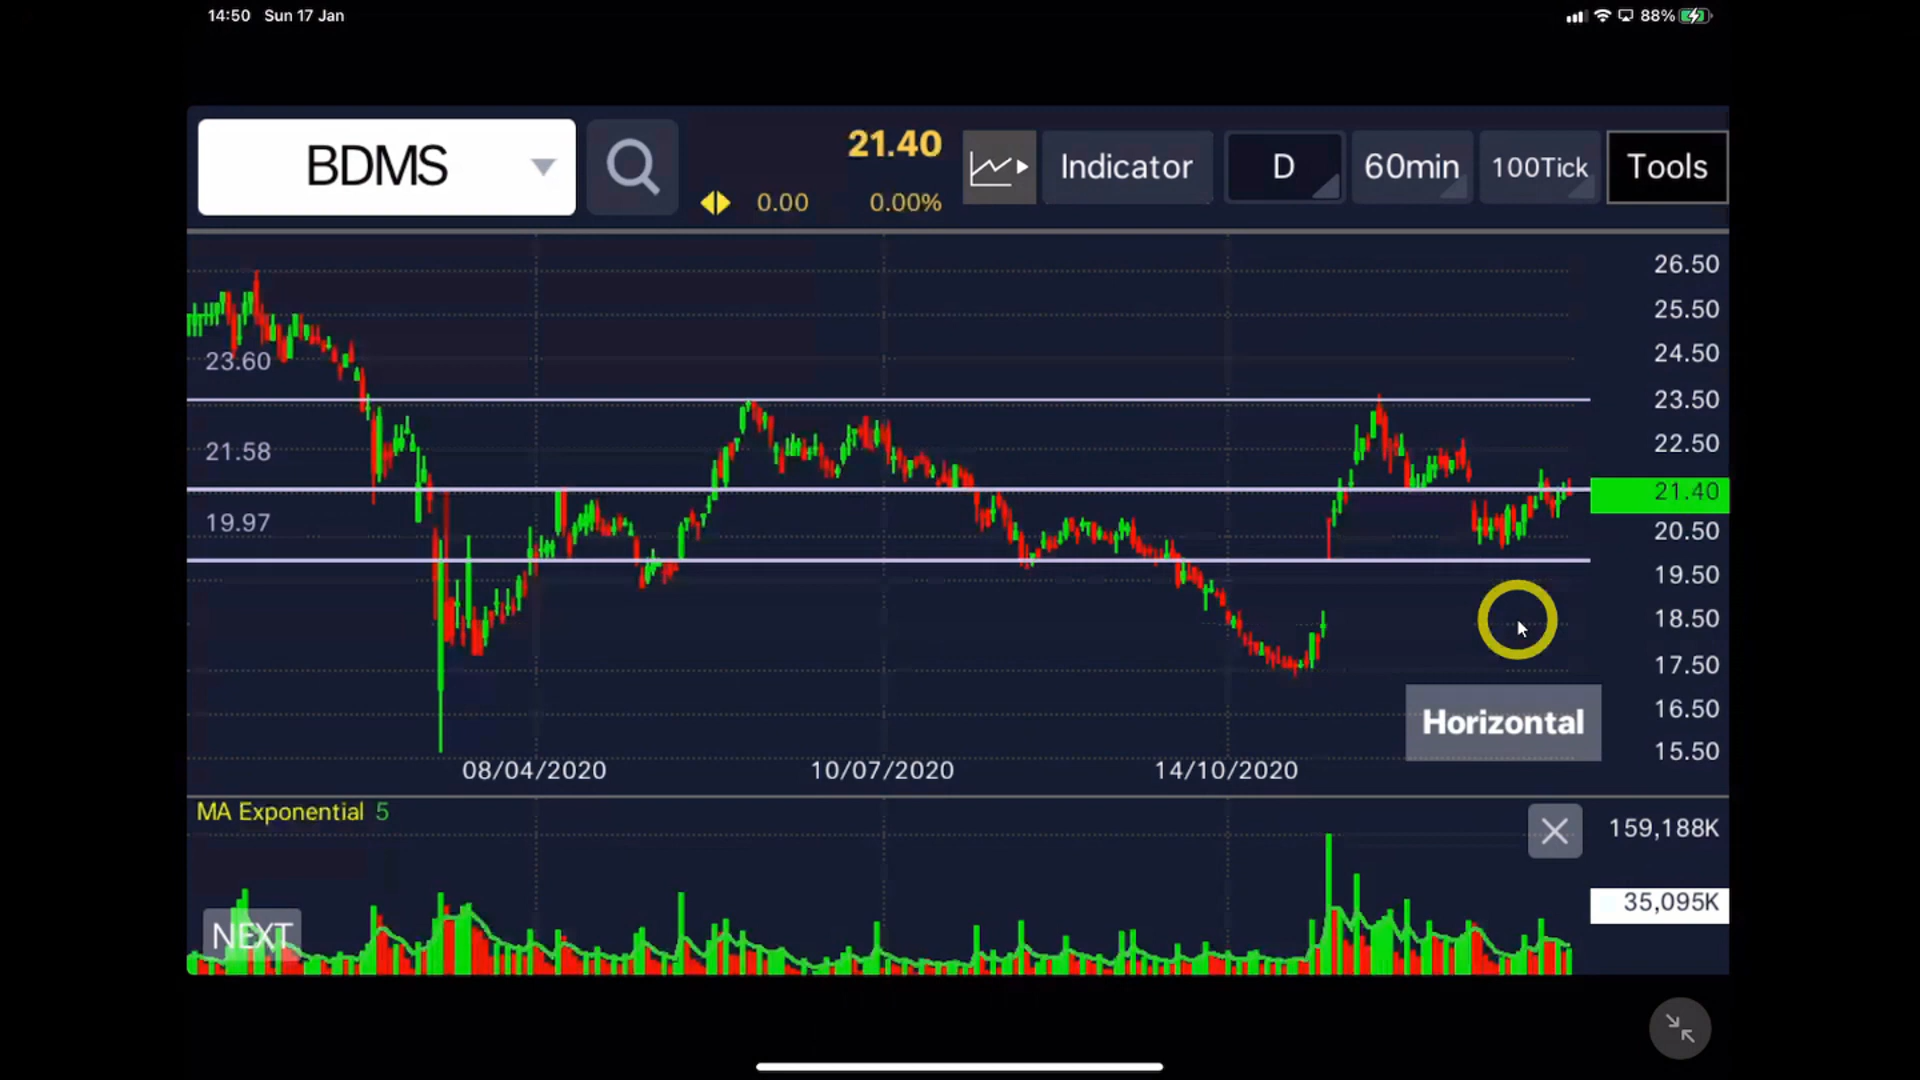 14:50 Sun 17 Jan
88%
BDMS
21.40
0.00 0.00%
Indicator
D
60min
100Tick
Tools
26.50
25.50
24.50
23.50
22.50
21.40
20.50
19.50
18.50
17.50
16.50
15.50
23.60
21.58
19.97
Horizontal
08/04/2020 10/07/2020 14/10/2020
MA Exponential 5
159,188K
35,095K
NEXT